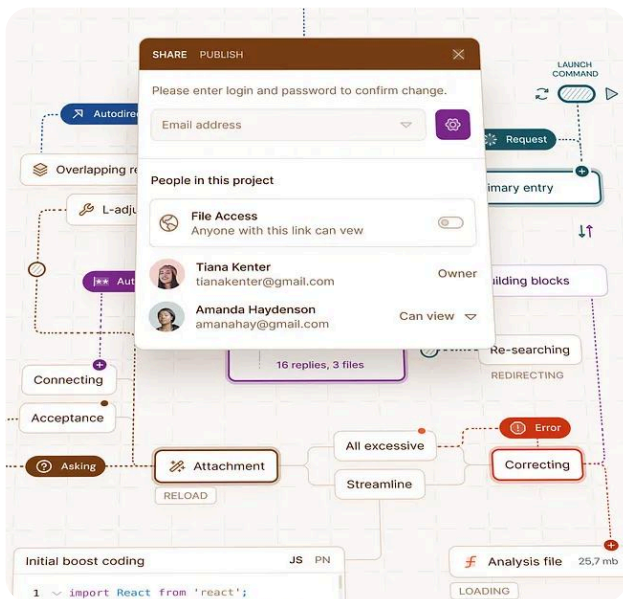 SHARE PUBLISH
Please enter login and password to confirm change.
Email address
People in this project
File Access
Anyone with this link can vew
Tiana Kenter
tianakenter@gmail.com
Owner
Amanda Haydenson
amanahay@gmail.com
Can view
LAUNCH
COMMAND
Request
Overlapping
imary entry
ilding blocks
Connecting
16 replies, 3 files
Re-searching
REDIRECTING
Acceptance
Error
All excessive
Asking
Attachment
Correcting
RELOAD
Streamline
Initial boost coding
JS PN
Analysis file 25,7 mb
1 import React from 'react';
LOADING